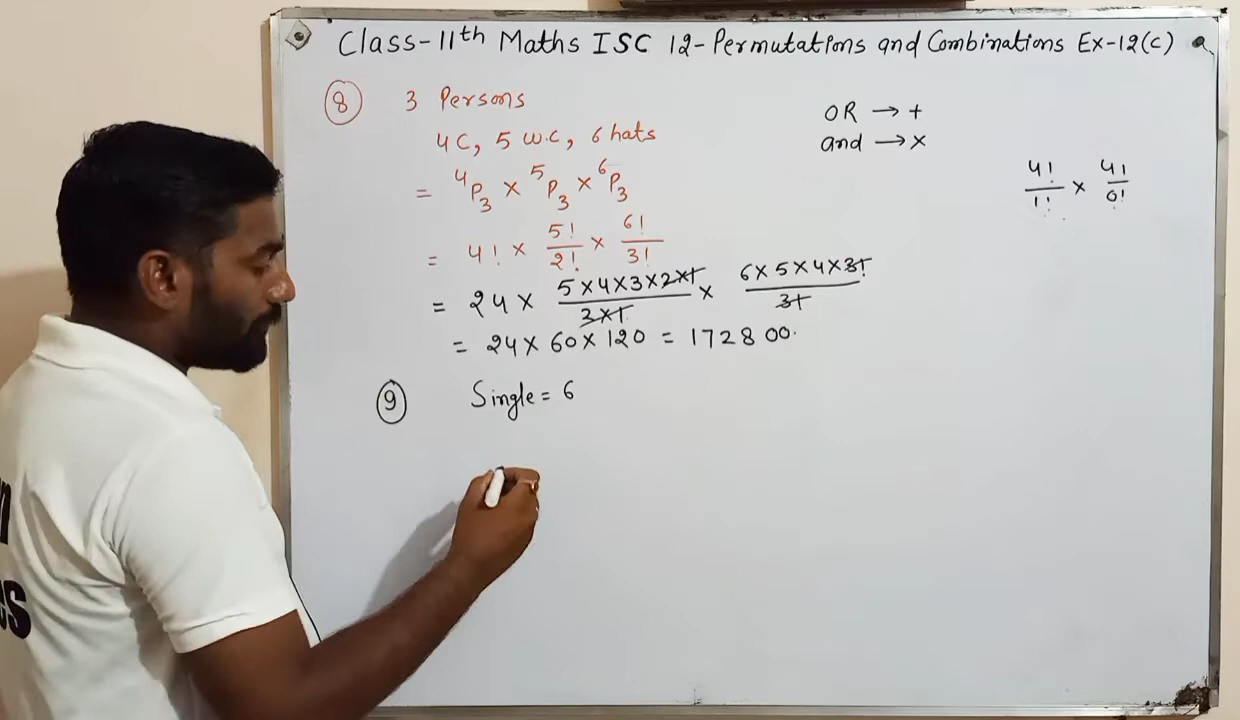 Class-11th Maths ISC 12-Permutations and Combinations Ex-12(c)
8 3 Persons
4C, 5 W.C, 6 hats
= ⁴P₃ × ⁵P₃ × ⁶P₃
= 4! × 5!/2! × 6!/3!
= 24 × 5×4×3×2×1/2×1 × 6×5×4×3!/3!
= 24 × 60 × 120 = 172800.
9 Single = 6
OR → +
and → ×
4!/1! × 4!/0!